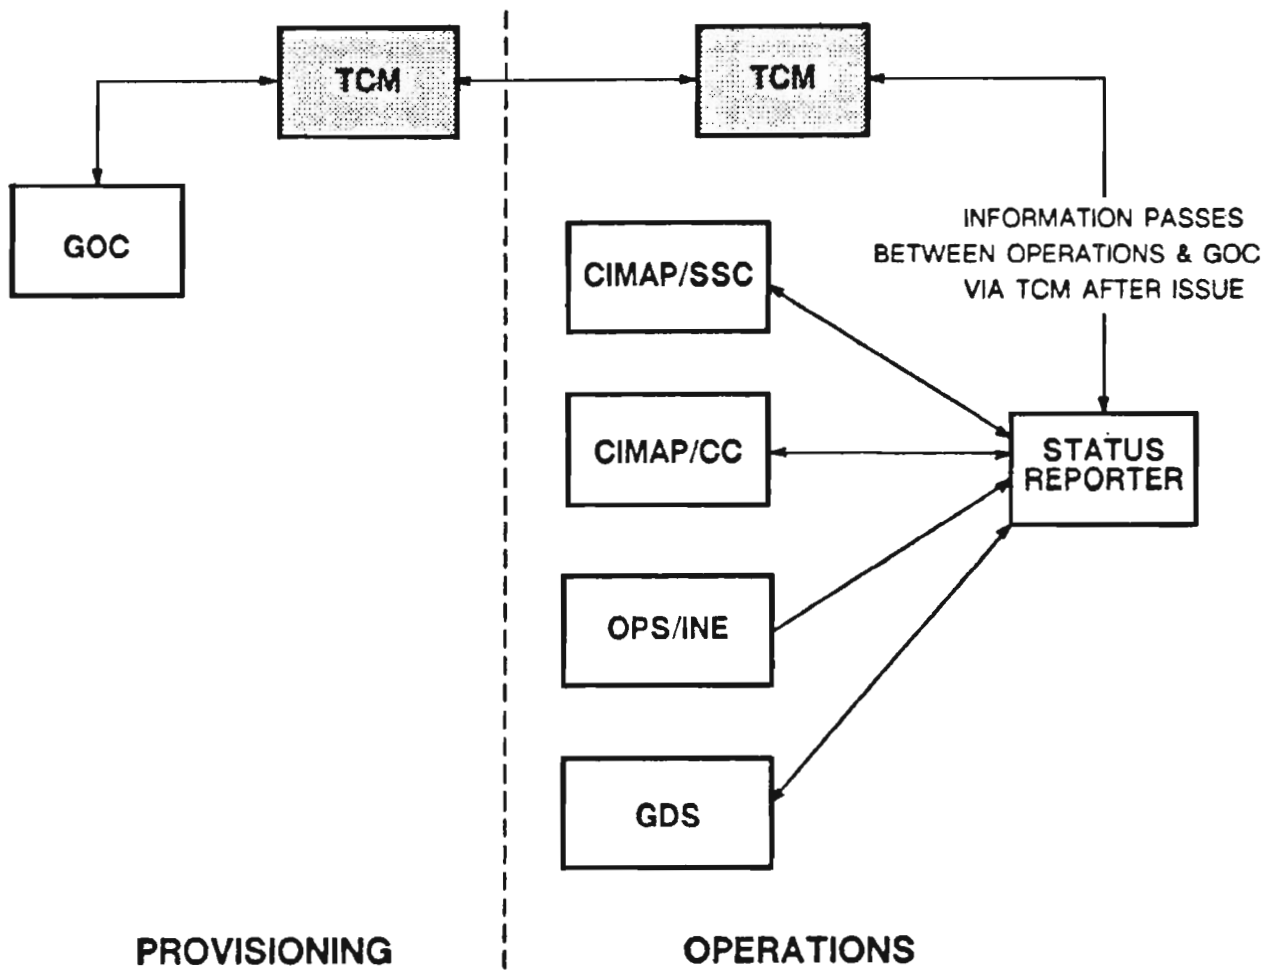 TCM
TCM
GOC
INFORMATION PASSES
BETWEEN OPERATIONS & GOC
VIA TCM AFTER ISSUE
CIMAP/SSC
CIMAP/CC
STATUS
REPORTER
OPS/INE
GDS
PROVISIONING
OPERATIONS